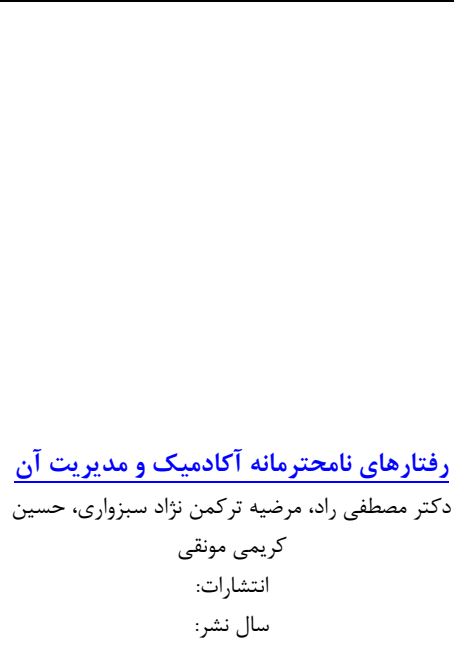 رفتارهای نامحترمانه آکادمیک و مدیریت آن
دکتر مصطفی راد، مرضیه ترکمن نژاد سبزواری، حسین
کریمی مونقی
انتشارات:
سال نشر: